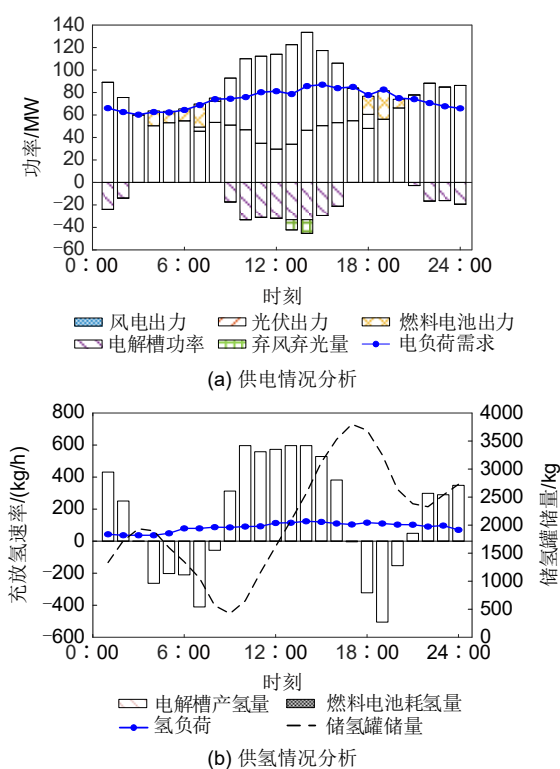 140
120
100
80
60
40
20
0
−20
−40
−60
功率/MW
0：00 6：00 12：00 18：00 24：00
时刻
风电出力 光伏出力 燃料电池出力
电解槽功率 弃风弃光量 电负荷需求
(a) 供电情况分析
800 4000
600 3500
400 3000
200 2500
0 2000
−200 1500
−400 1000
−600 500
0
充放氢速率/(kg/h)
储氢罐储量/kg
0：00 6：00 12：00 18：00 24：00
时刻
电解槽产氢量 燃料电池耗氢量
氢负荷 储氢罐储量
(b) 供氢情况分析